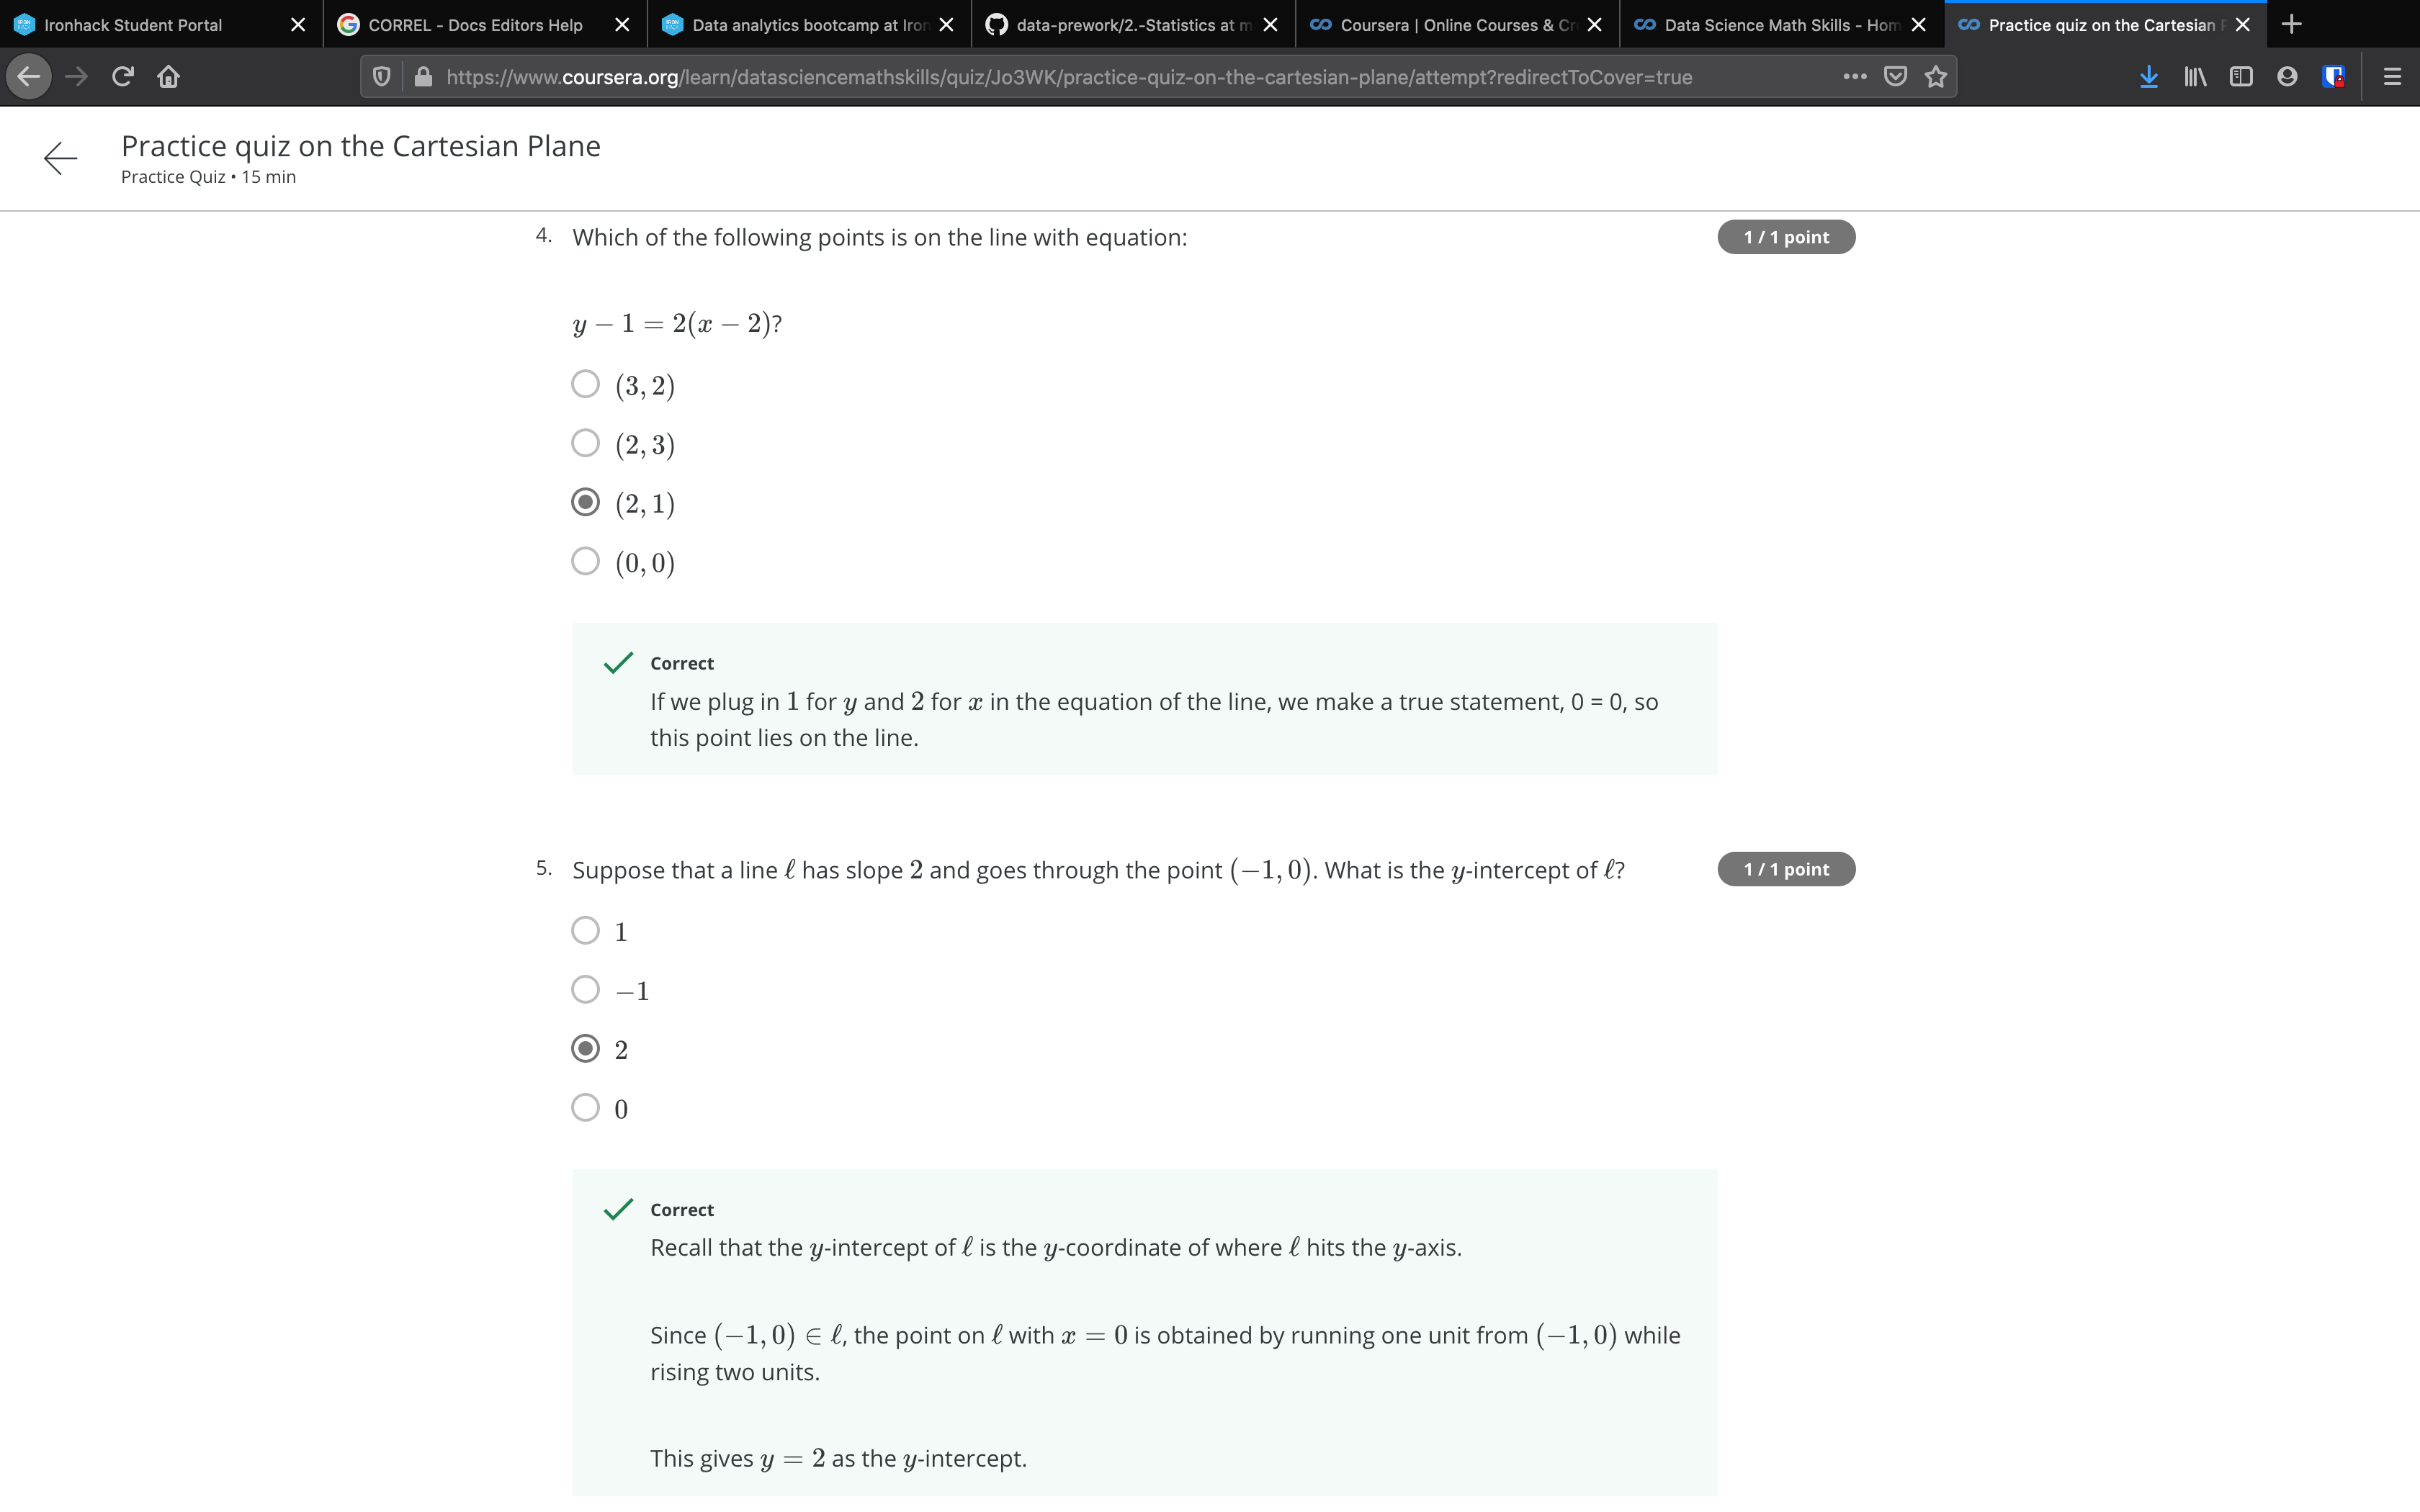 Ironhack Student Portal
CORREL - Docs Editors Help
Data analytics bootcamp at Iron
data-prework/2.-Statistics at m
Coursera | Online Courses & Cr
Data Science Math Skills - Hom
Practice quiz on the Cartesian P
https://www.coursera.org/learn/datasciencemathskills/quiz/Jo3WK/practice-quiz-on-the-cartesian-plane/attempt?redirectToCover=true
Practice quiz on the Cartesian Plane
Practice Quiz • 15 min
4. Which of the following points is on the line with equation:
1 / 1 point
y − 1 = 2(x − 2)?
(3, 2)
(2, 3)
(2, 1)
(0, 0)
Correct
If we plug in 1 for y and 2 for x in the equation of the line, we make a true statement, 0 = 0, so
this point lies on the line.
5. Suppose that a line ℓ has slope 2 and goes through the point (−1, 0). What is the y-intercept of ℓ?
1 / 1 point
1
−1
2
0
Correct
Recall that the y-intercept of ℓ is the y-coordinate of where ℓ hits the y-axis.
Since (−1, 0) ∈ ℓ, the point on ℓ with x = 0 is obtained by running one unit from (−1, 0) while
rising two units.
This gives y = 2 as the y-intercept.